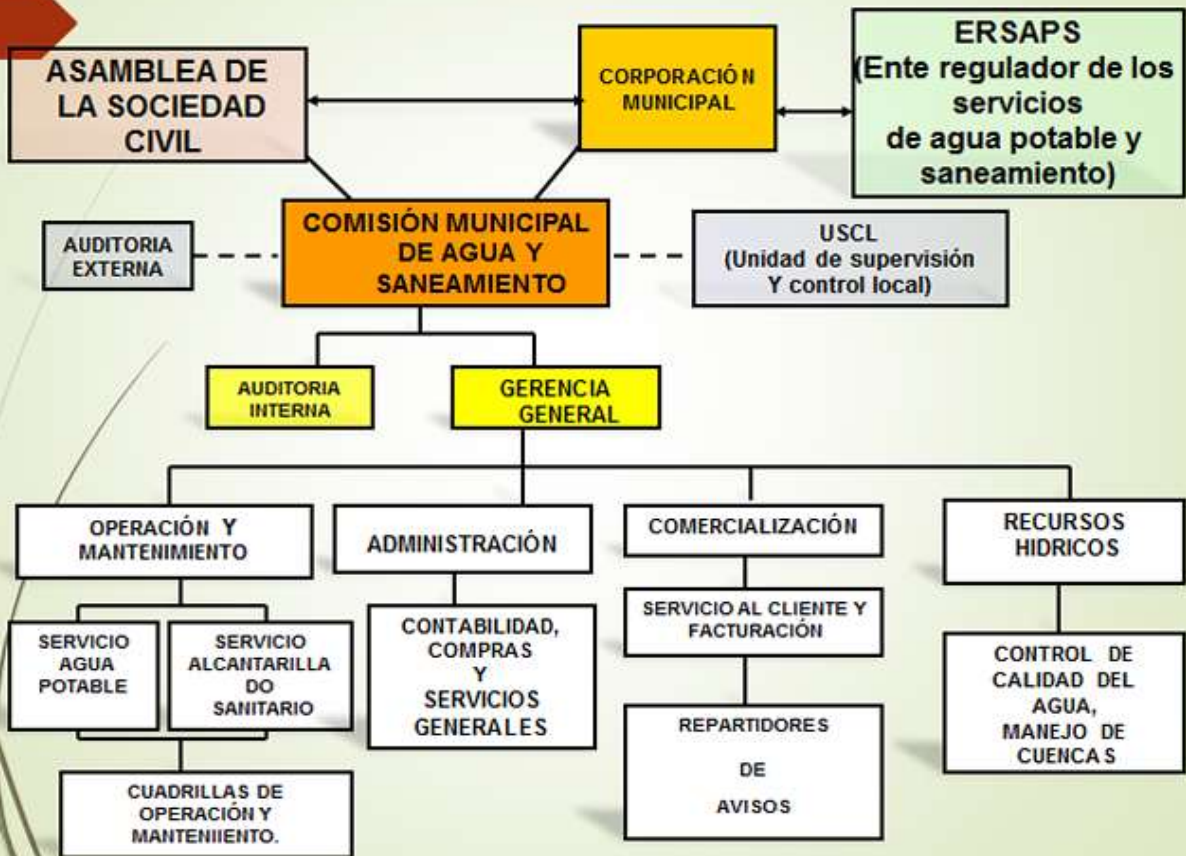 ASAMBLEA DE
LA SOCIEDAD
CIVIL
CORPORACIÓN
MUNICIPAL
ERSAPS
(Ente regulador de los
servicios
de agua potable y
saneamiento)
AUDITORIA
EXTERNA
COMISIÓN MUNICIPAL
DE AGUA Y
SANEAMIENTO
USCL
(Unidad de supervisión
Y control local)
AUDITORIA
INTERNA
GERENCIA
GENERAL
OPERACIÓN Y
MANTENIMIENTO
ADMINISTRACIÓN
COMERCIALIZACIÓN
RECURSOS
HIDRICOS
SERVICIO
AGUA
POTABLE
SERVICIO
ALCANTARILLA
DO
SANITARIO
CONTABILIDAD,
COMPRAS
Y
SERVICIOS
GENERALES
SERVICIO AL CLIENTE Y
FACTURACIÓN
CONTROL DE
CALIDAD DEL
AGUA,
MANEJO DE
CUENCAS
REPARTIDORES
DE
AVISOS
CUADRILLAS DE
OPERACIÓN Y
MANTENIIENTO.